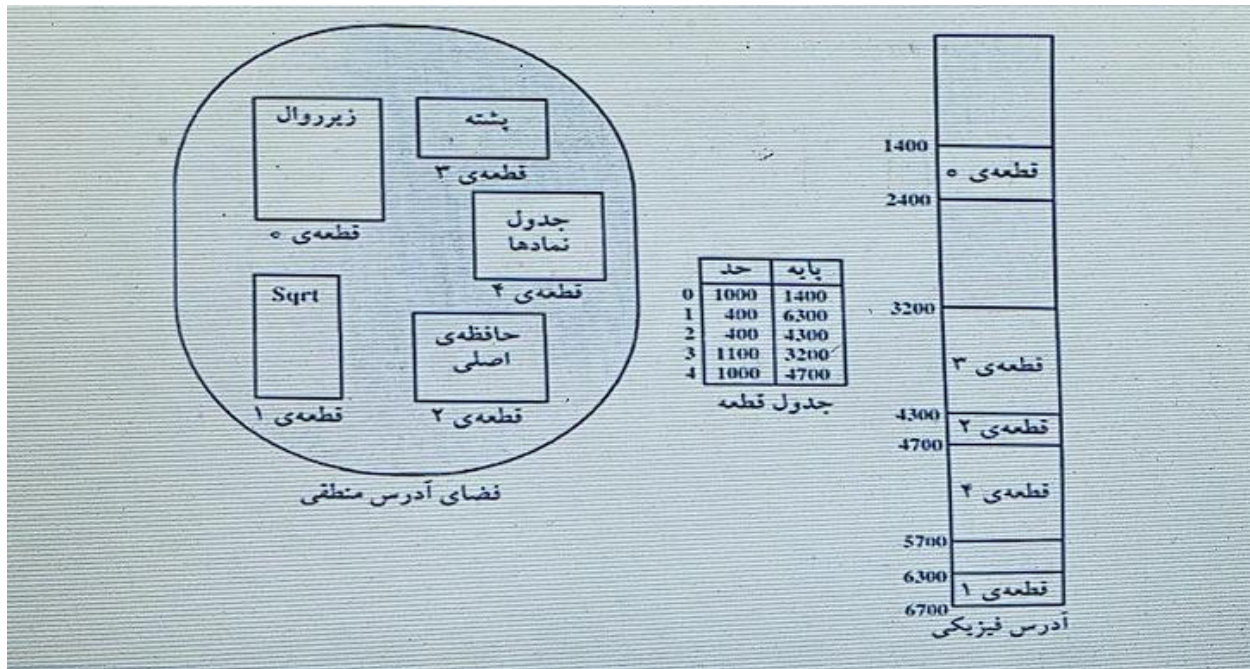 زیرروال
قطعه‌ی ۰
پشته
قطعه‌ی ۳
جدول
نمادها
قطعه‌ی ۴
Sqrt
قطعه‌ی ۱
حافظه‌ی
اصلی
قطعه‌ی ۲
فضای آدرس منطقی
حد پایه
0 1000 1400
1 400 6300
2 400 4300
3 1100 3200
4 1000 4700
جدول قطعه
1400
قطعه‌ی ۰
2400
3200
قطعه‌ی ۳
4300
قطعه‌ی ۲
4700
قطعه‌ی ۴
5700
6300
قطعه‌ی ۱
6700
آدرس فیزیکی